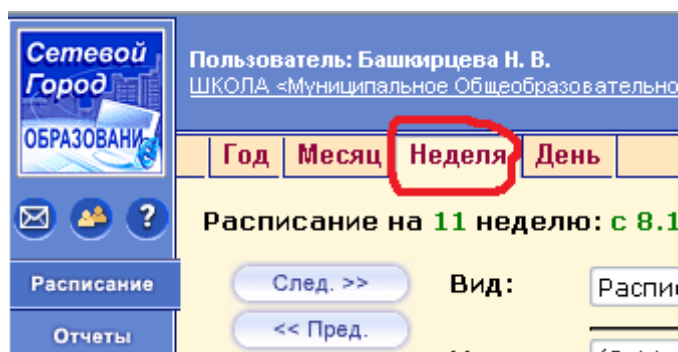 Сетевой
Город
ОБРАЗОВАНИ
Пользователь: Башкирцева Н. В.
ШКОЛА <Муниципальное Общеобразовательно
Год Месяц Неделя День
?
Расписание на 11 неделю: с 8.1
Расписание
След. >> Вид: Распи
Отчеты
<< Пред.